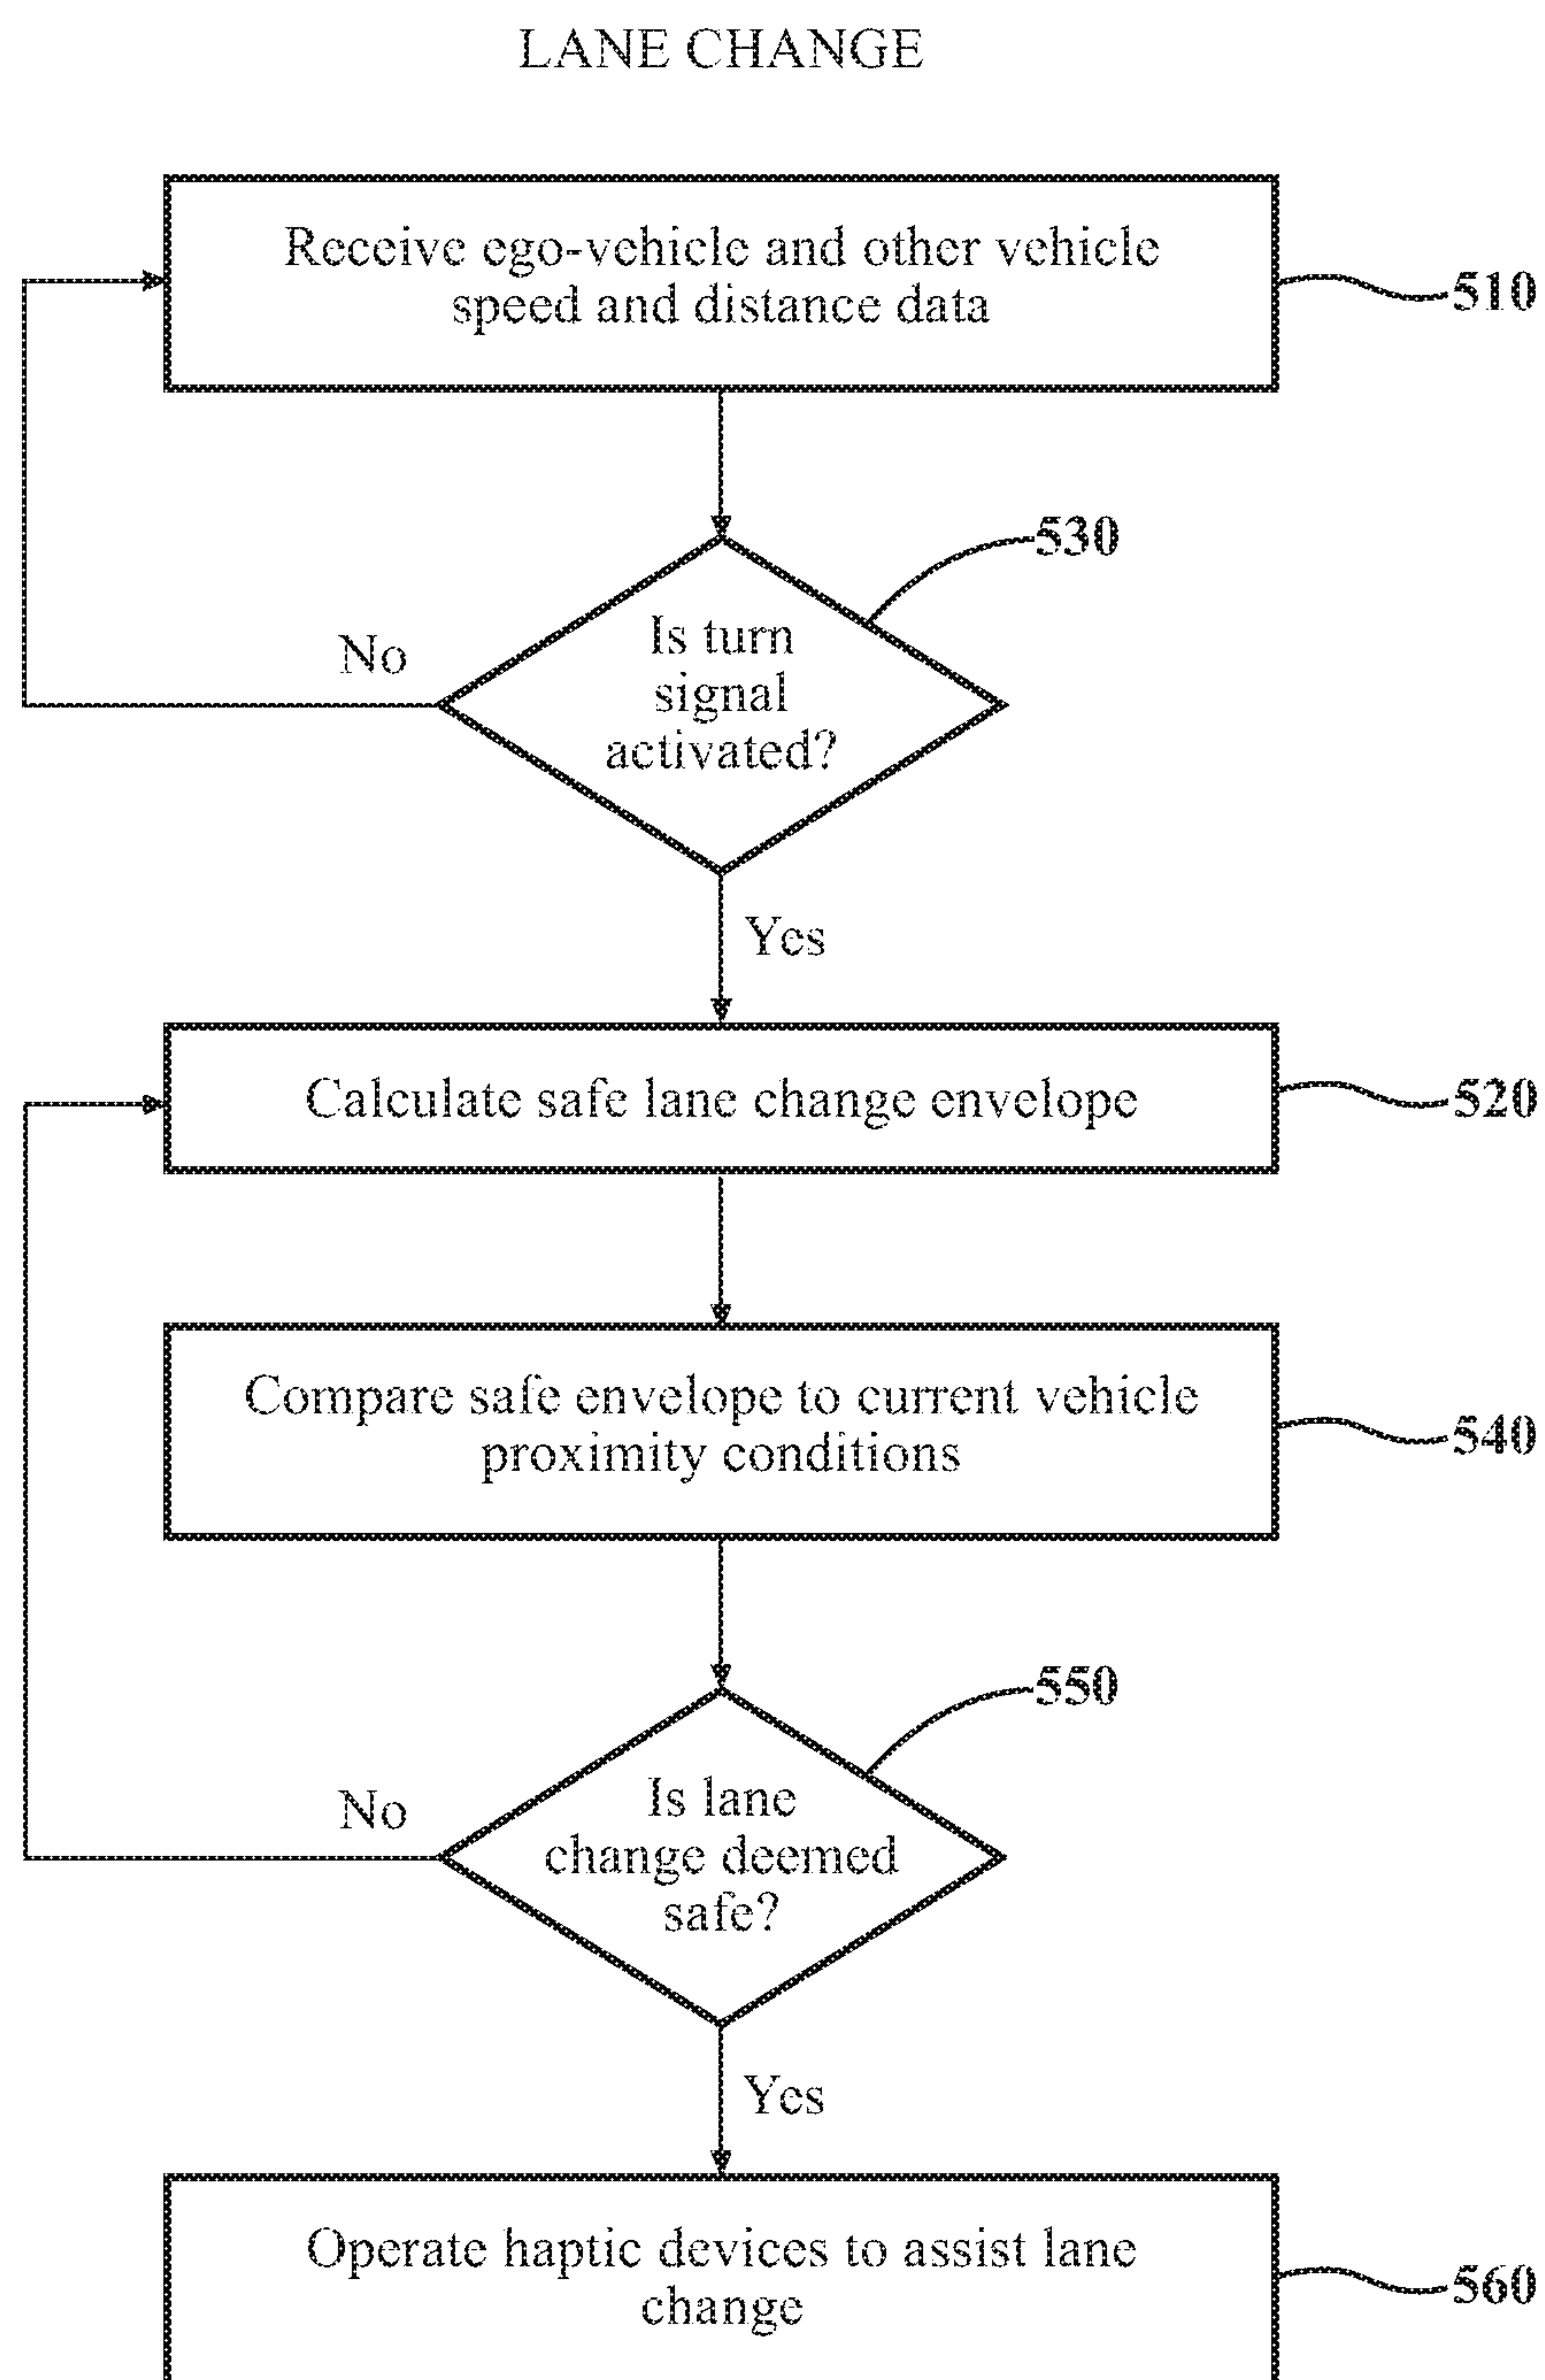 LANE CHANGE
Receive ego-vehicle and other vehicle
speed and distance data
510
530
Is turn
signal
activated?
No
Yes
Calculate safe lane change envelope
520
Compare safe envelope to current vehicle
proximity conditions
540
550
Is lane
change deemed
safe?
No
Yes
Operate haptic devices to assist lane
change
560